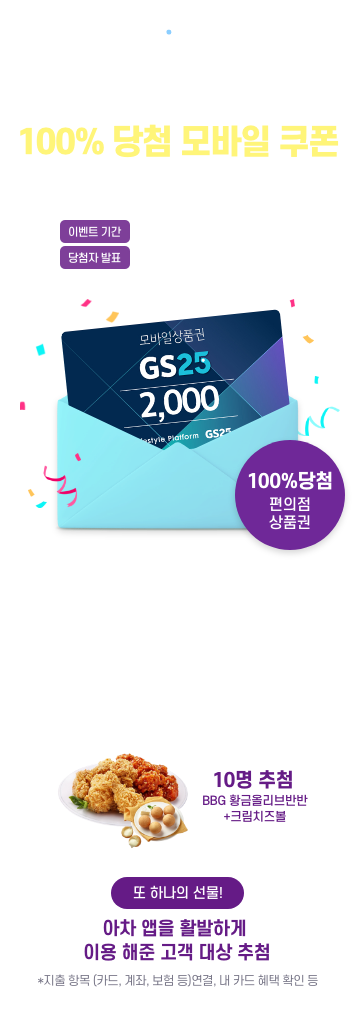 100% 당첨 모바일 쿠폰
이벤트 기간
당첨자 발표
모바일상품권
GS25
2,000
estyle Platform GS25
100%당첨
편의점
상품권
10명 추첨
BBG 황금올리브반반
+크림치즈볼
또 하나의 선물!
아차 앱을 활발하게
이용 해준 고객 대상 추첨
*지출 항목 (카드, 계좌, 보험 등)연결, 내 카드 혜택 확인 등